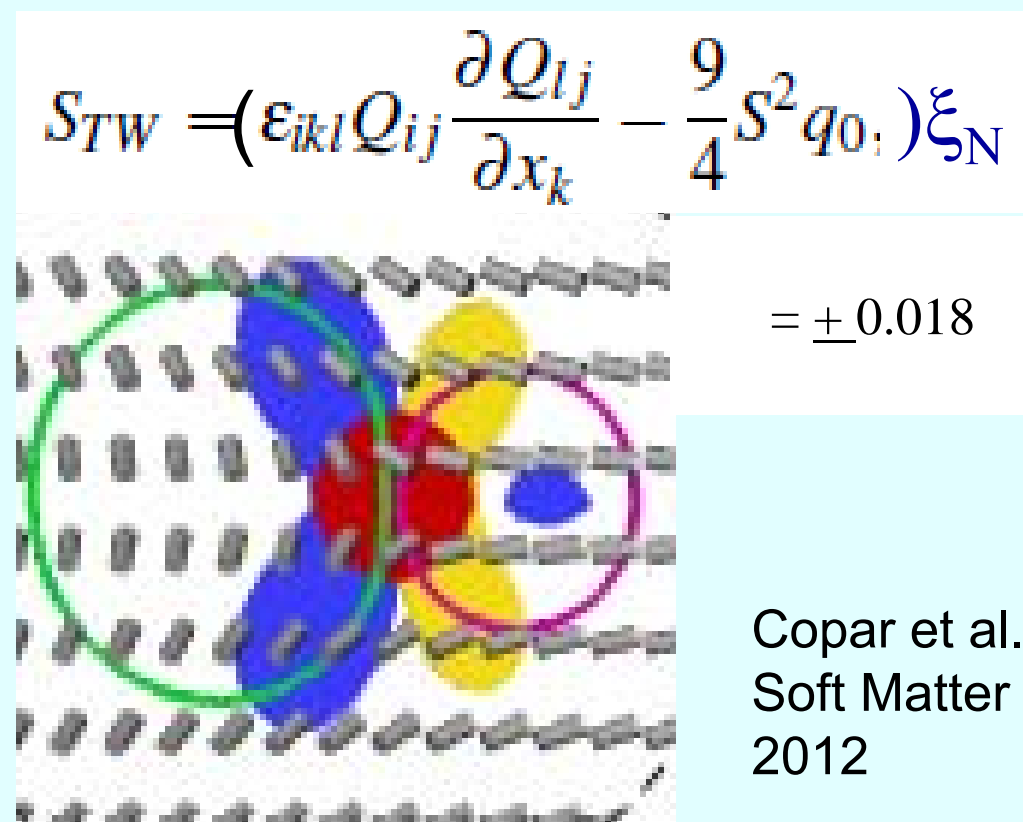 S_TW = (ε_ikl Q_ij ∂Q_lj/∂x_k − 9/4 S² q_0; )ξ_N
= ± 0.018
Copar et al.
Soft Matter
2012